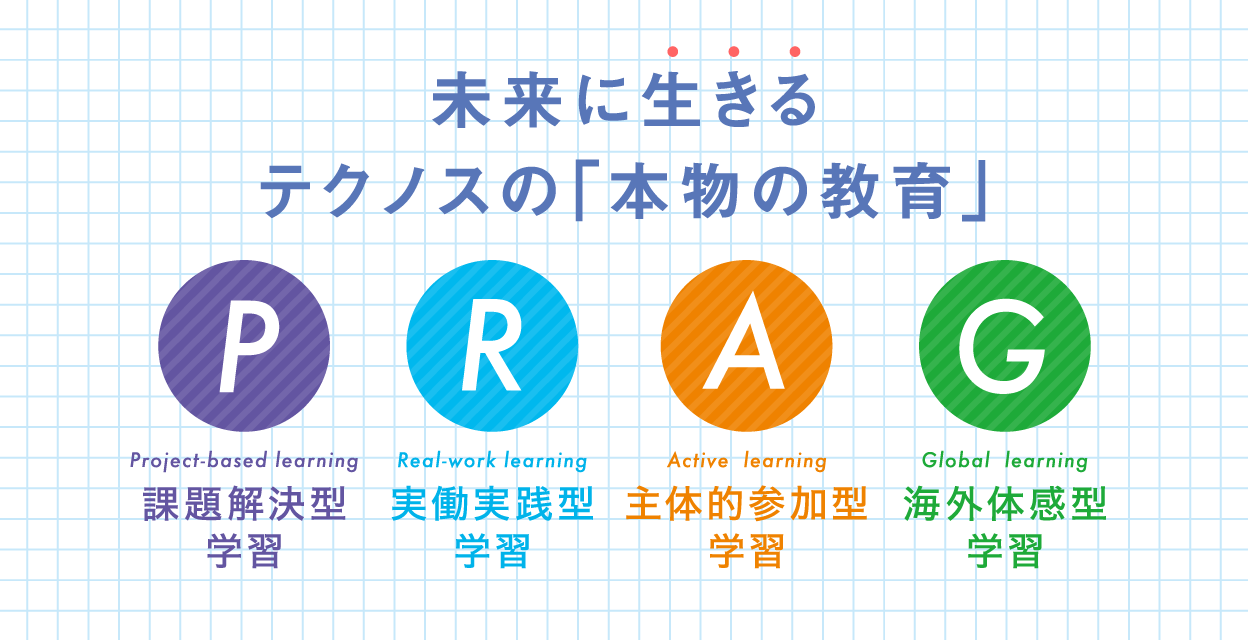 未来に生きる
テクノスの「本物の教育」
P
R
A
G
Project-based learning
課題解決型
学習
Real-work learning
実働実践型
学習
Active learning
主体的参加型
学習
Global learning
海外体感型
学習